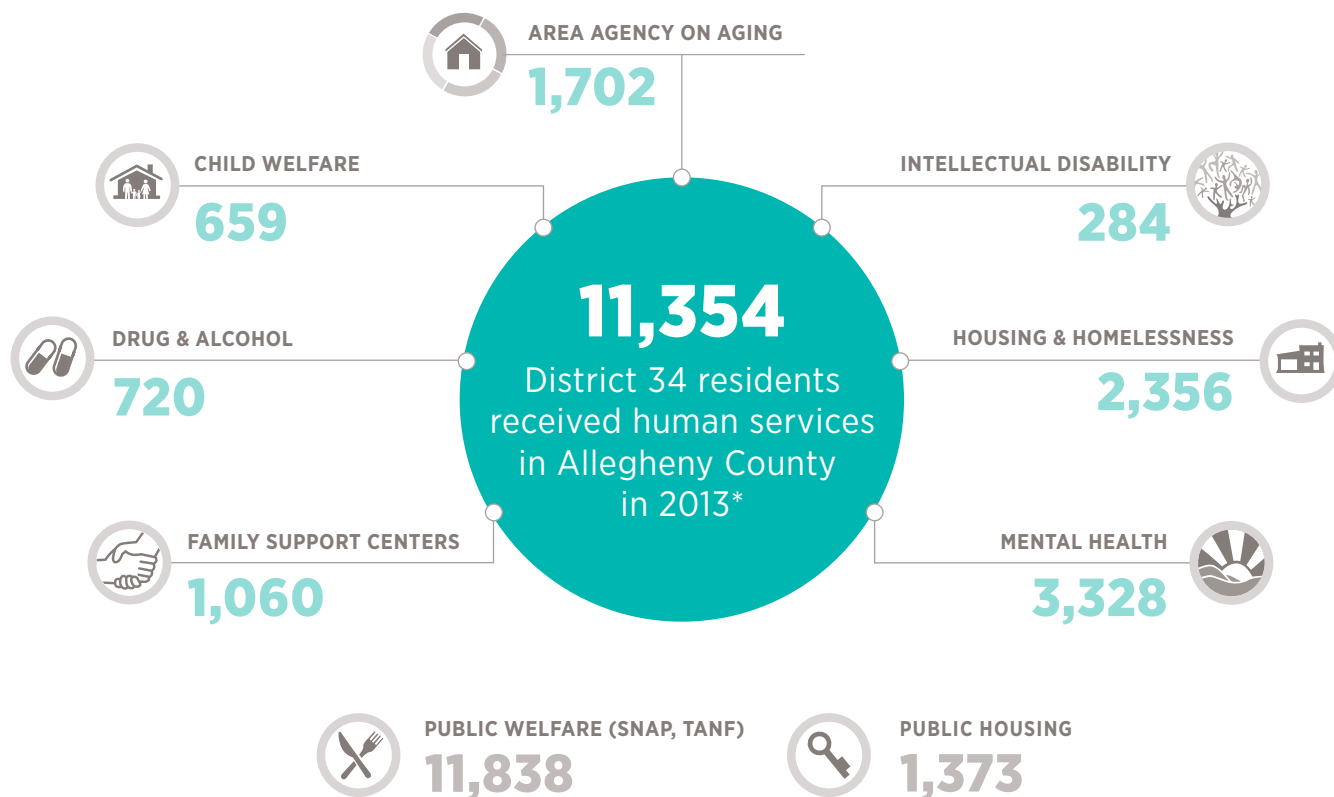 AREA AGENCY ON AGING
1,702
CHILD WELFARE
659
INTELLECTUAL DISABILITY
284
DRUG & ALCOHOL
720
11,354
District 34 residents
received human services
in Allegheny County
in 2013*
HOUSING & HOMELESSNESS
2,356
FAMILY SUPPORT CENTERS
1,060
MENTAL HEALTH
3,328
PUBLIC WELFARE (SNAP, TANF)
11,838
PUBLIC HOUSING
1,373